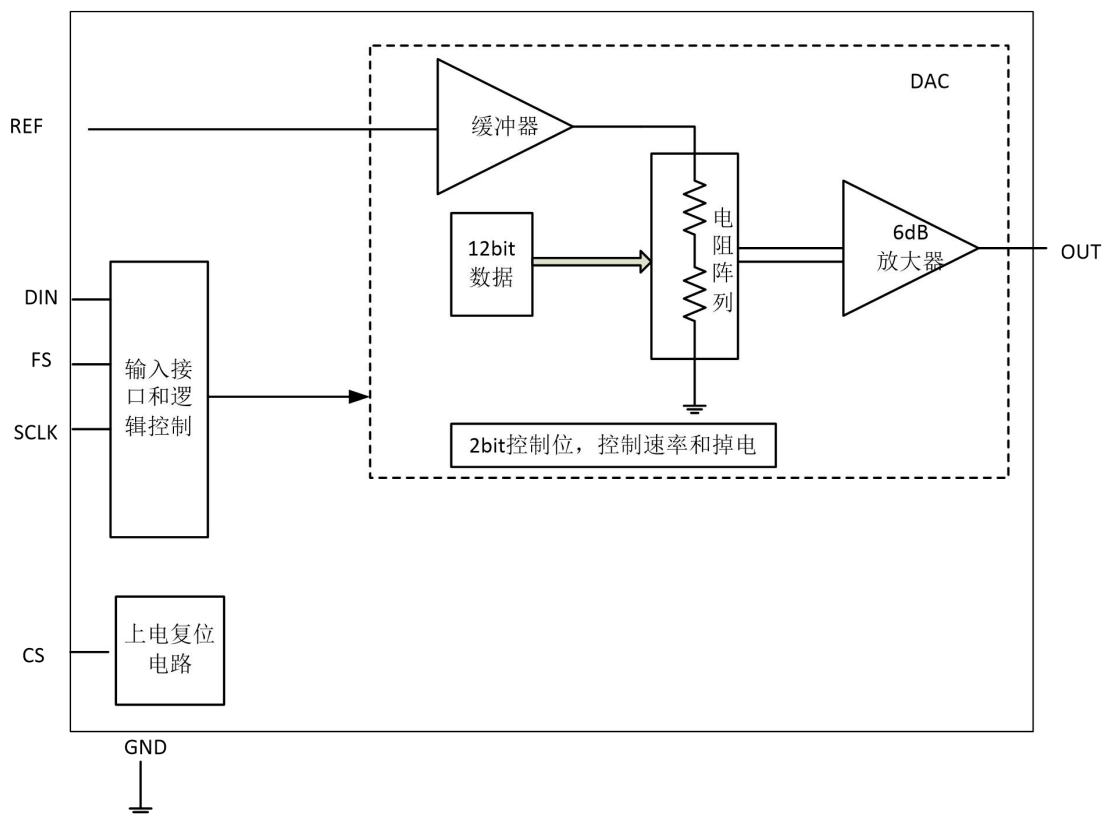 DAC
REF
缓冲器
12bit
数据
电
阻
阵
列
6dB
放大器
OUT
DIN
FS
SCLK
输入接
口和逻
辑控制
2bit控制位，控制速率和掉电
上电复位
电路
CS
GND